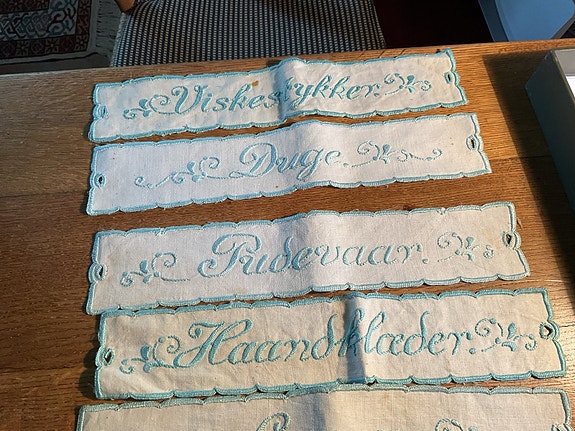 Viskestykker.
Duge.
Pudevaar.
Haandklæder.